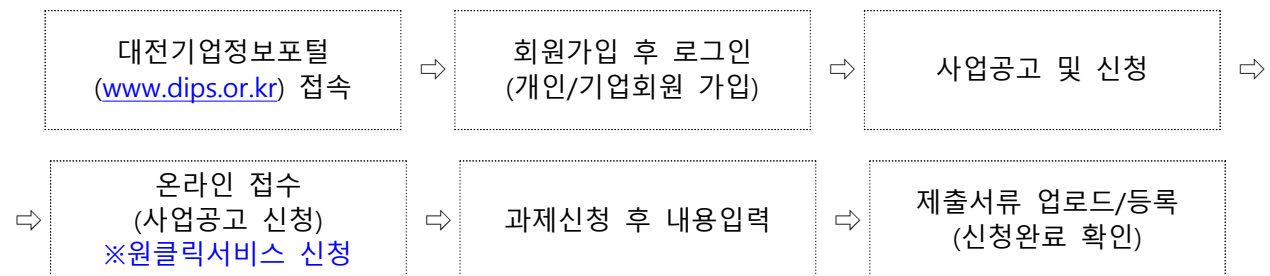 대전기업정보포털
(www.dips.or.kr) 접속
⇨
회원가입 후 로그인
(개인/기업회원 가입)
⇨
사업공고 및 신청
⇨
⇨
온라인 접수
(사업공고 신청)
※원클릭서비스 신청
⇨
과제신청 후 내용입력
⇨
제출서류 업로드/등록
(신청완료 확인)